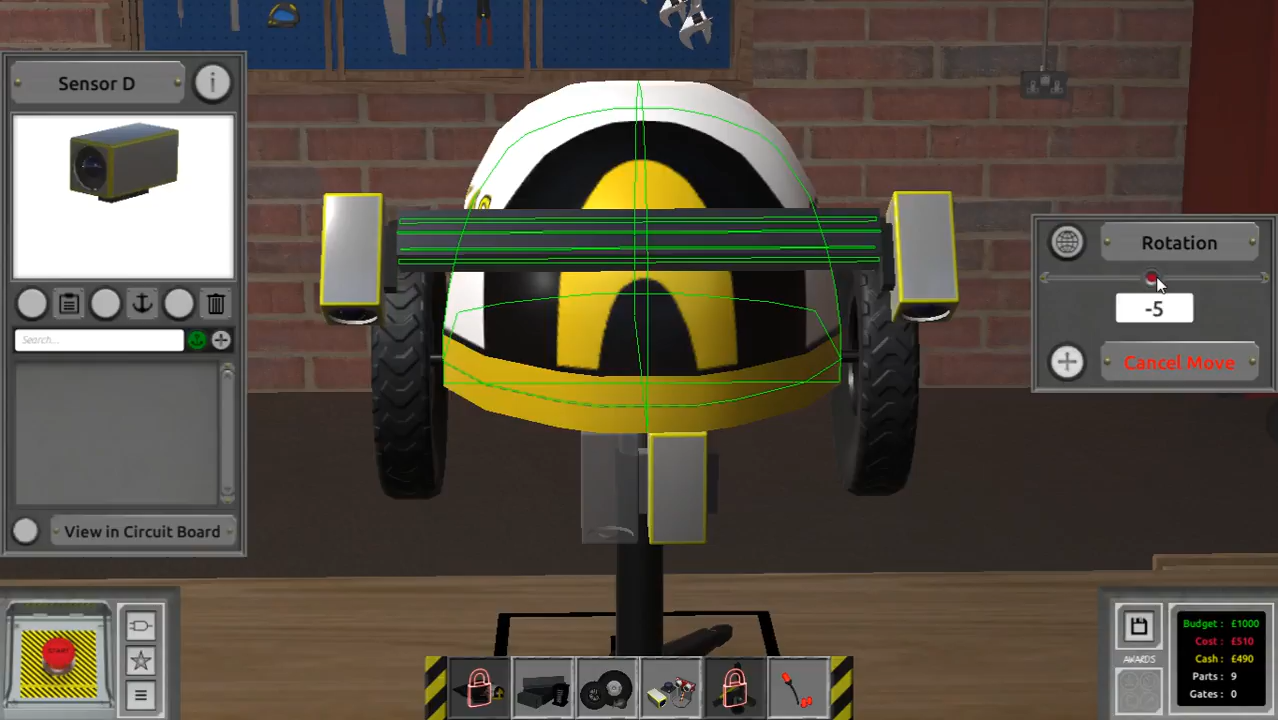 Sensor D
i
Search...
View in Circuit Board
START
Rotation
-5
Cancel Move
AWARDS
Budget : £1000
Cost : £510
Cash : £490
Parts : 9
Gates : 0